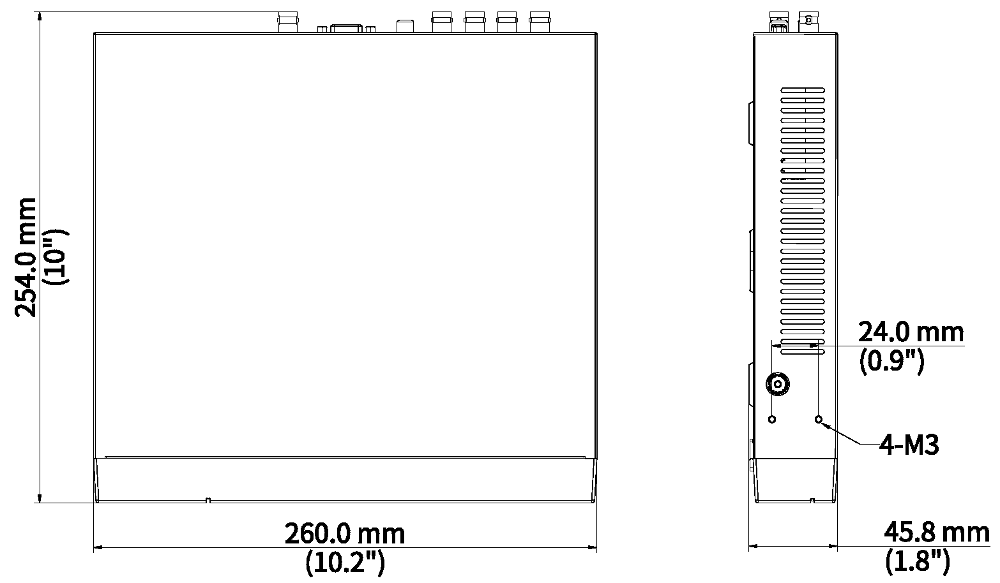 254.0 mm
(10")
260.0 mm
(10.2")
24.0 mm
(0.9")
4-M3
45.8 mm
(1.8")